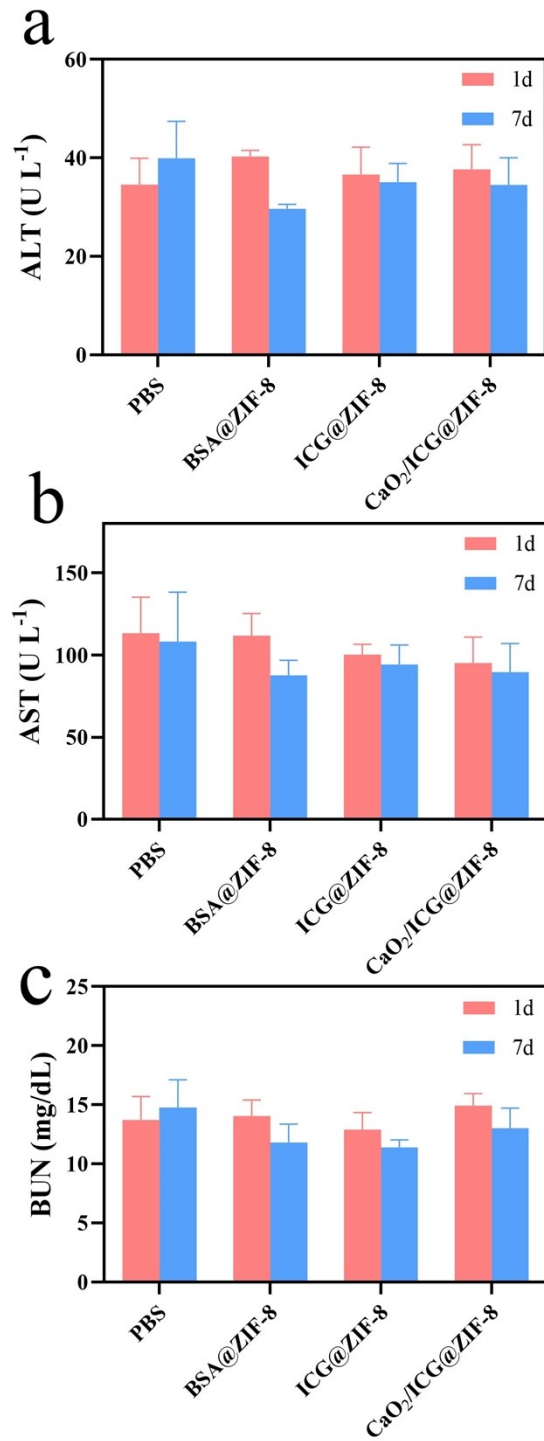 a
60
40
20
0
ALT (U L⁻¹)
1d
7d
PBS
BSA@ZIF-8
ICG@ZIF-8
CaO₂/ICG@ZIF-8
b
150
100
50
0
AST (U L⁻¹)
1d
7d
PBS
BSA@ZIF-8
ICG@ZIF-8
CaO₂/ICG@ZIF-8
c
25
20
15
10
5
0
BUN (mg/dL)
1d
7d
PBS
BSA@ZIF-8
ICG@ZIF-8
CaO₂/ICG@ZIF-8